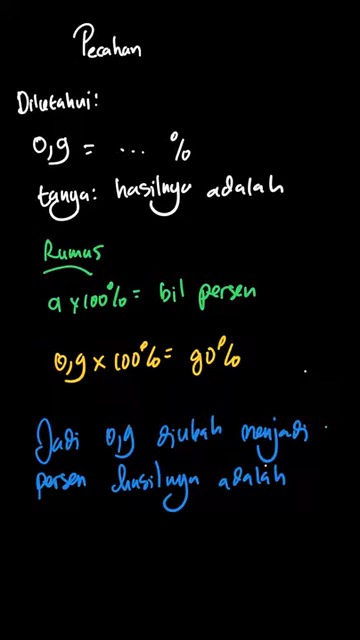 Pecahan
Diketahui:
0,9 = ... %
tanya: hasilnya adalah
Rumus
a x 100% = bil persen
0,9 x 100% = 90%
Jadi 0,9 diubah menjadi
persen hasilnya adalah